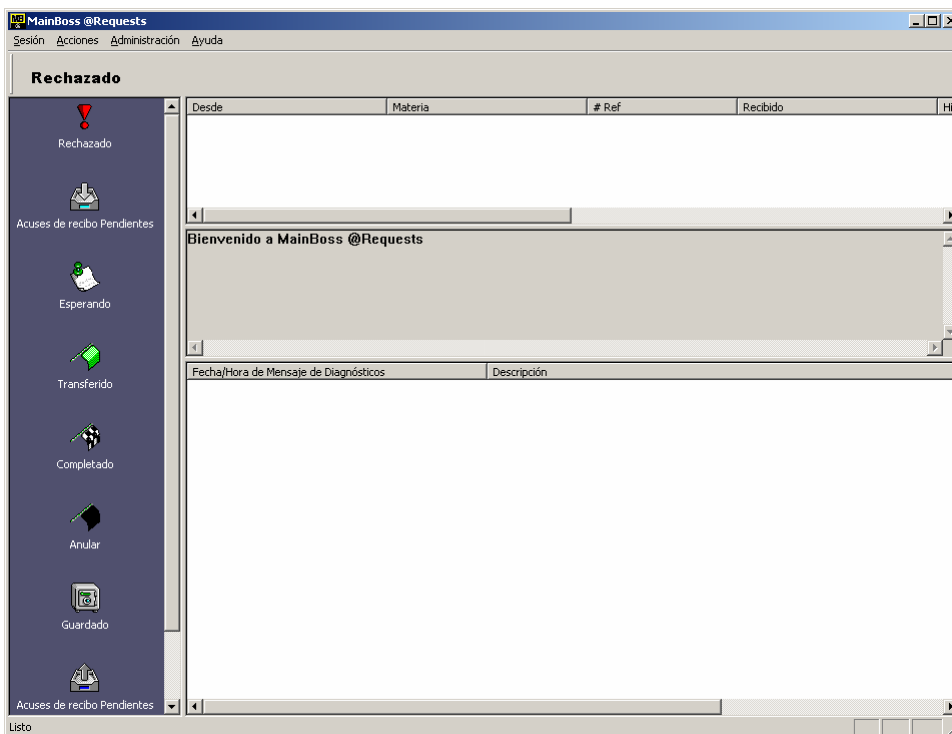 MainBoss @Requests
Sesión Acciones Administración Ayuda
Rechazado
Rechazado
Acuses de recibo Pendientes
Esperando
Transferido
Completado
Anular
Guardado
Acuses de recibo Pendientes
Desde Materia # Ref Recibido
Bienvenido a MainBoss @Requests
Fecha/Hora de Mensaje de Diagnósticos Descripción
Listo